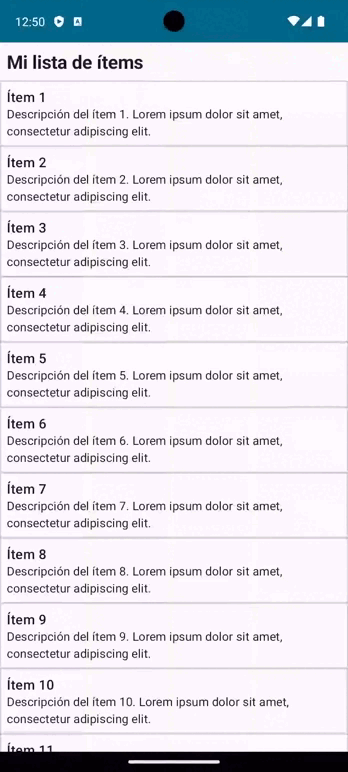 12:50
Mi lista de ítems
Ítem 1
Descripción del ítem 1. Lorem ipsum dolor sit amet,
consectetur adipiscing elit.
Ítem 2
Descripción del ítem 2. Lorem ipsum dolor sit amet,
consectetur adipiscing elit.
Ítem 3
Descripción del ítem 3. Lorem ipsum dolor sit amet,
consectetur adipiscing elit.
Ítem 4
Descripción del ítem 4. Lorem ipsum dolor sit amet,
consectetur adipiscing elit.
Ítem 5
Descripción del ítem 5. Lorem ipsum dolor sit amet,
consectetur adipiscing elit.
Ítem 6
Descripción del ítem 6. Lorem ipsum dolor sit amet,
consectetur adipiscing elit.
Ítem 7
Descripción del ítem 7. Lorem ipsum dolor sit amet,
consectetur adipiscing elit.
Ítem 8
Descripción del ítem 8. Lorem ipsum dolor sit amet,
consectetur adipiscing elit.
Ítem 9
Descripción del ítem 9. Lorem ipsum dolor sit amet,
consectetur adipiscing elit.
Ítem 10
Descripción del ítem 10. Lorem ipsum dolor sit amet,
consectetur adipiscing elit.
Ítem 11